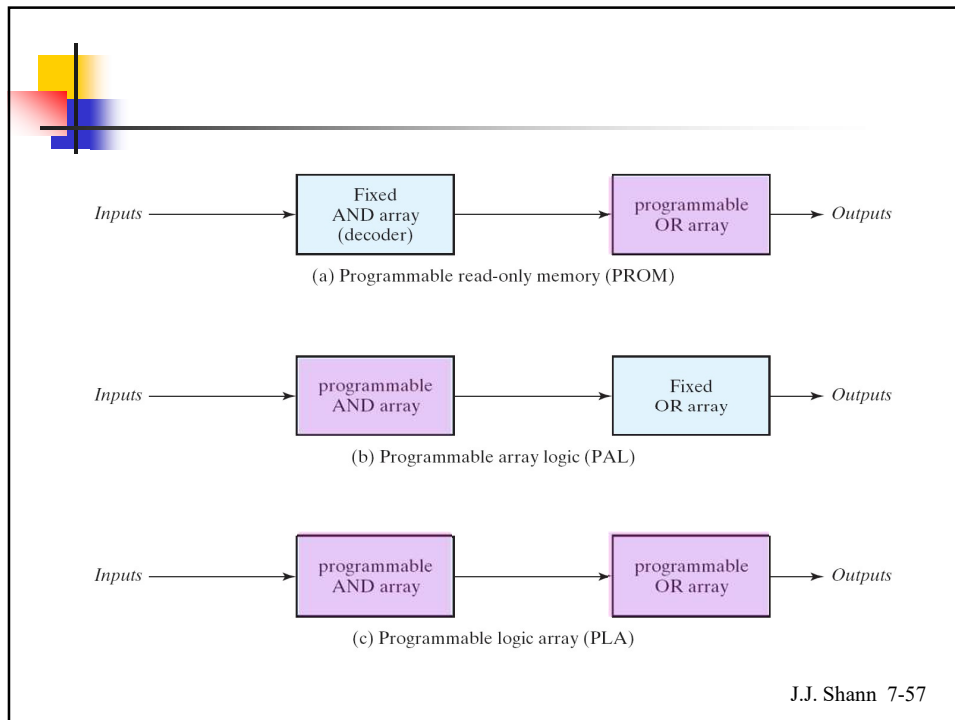 Inputs
Fixed
AND array
(decoder)
programmable
OR array
Outputs
(a) Programmable read-only memory (PROM)
Inputs
programmable
AND array
Fixed
OR array
Outputs
(b) Programmable array logic (PAL)
Inputs
programmable
AND array
programmable
OR array
Outputs
(c) Programmable logic array (PLA)
J.J. Shann 7-57